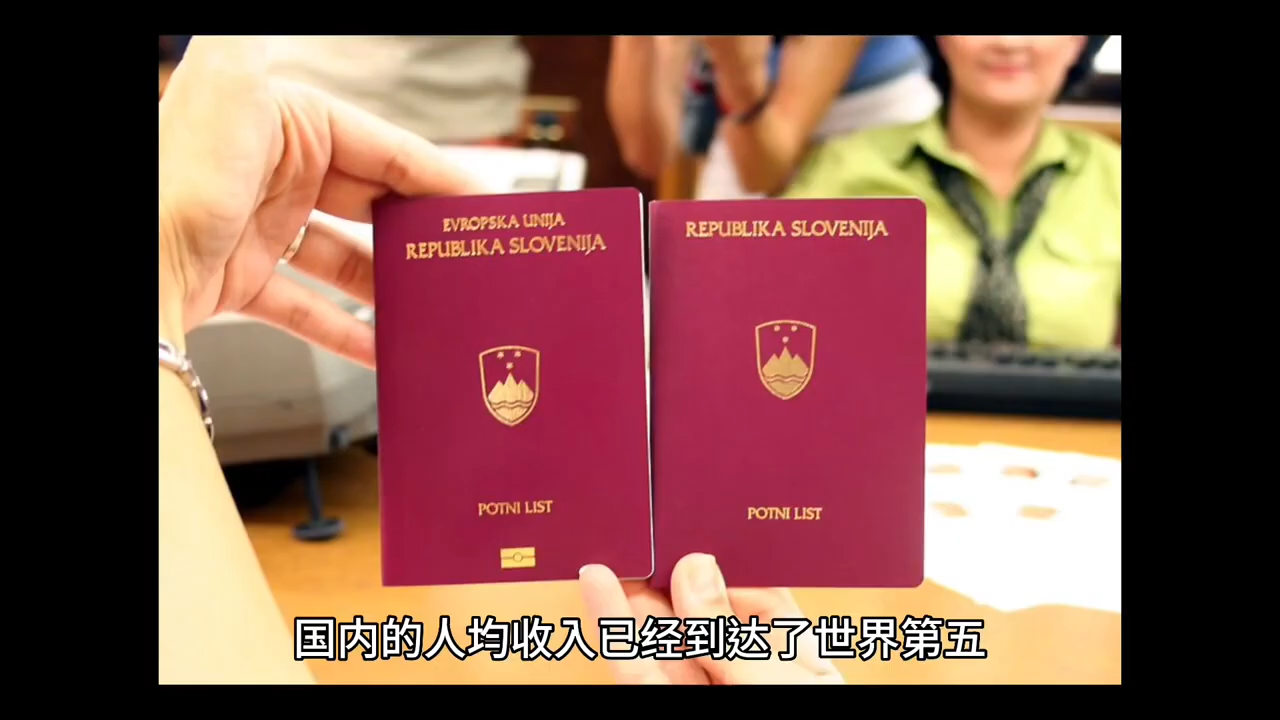 EVROPSKA UNIJA
REPUBLIKA SLOVENIJA
POTNI LIST
REPUBLIKA SLOVENIJA
POTNI LIST
国内的人均收入已经到达了世界第五